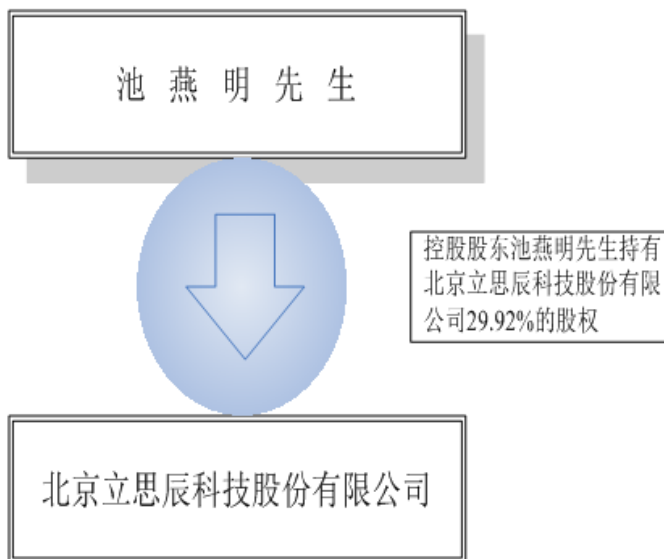 池 燕 明 先 生
控股股东池燕明先生持有
北京立思辰科技股份有限
公司29.92%的股权
北京立思辰科技股份有限公司